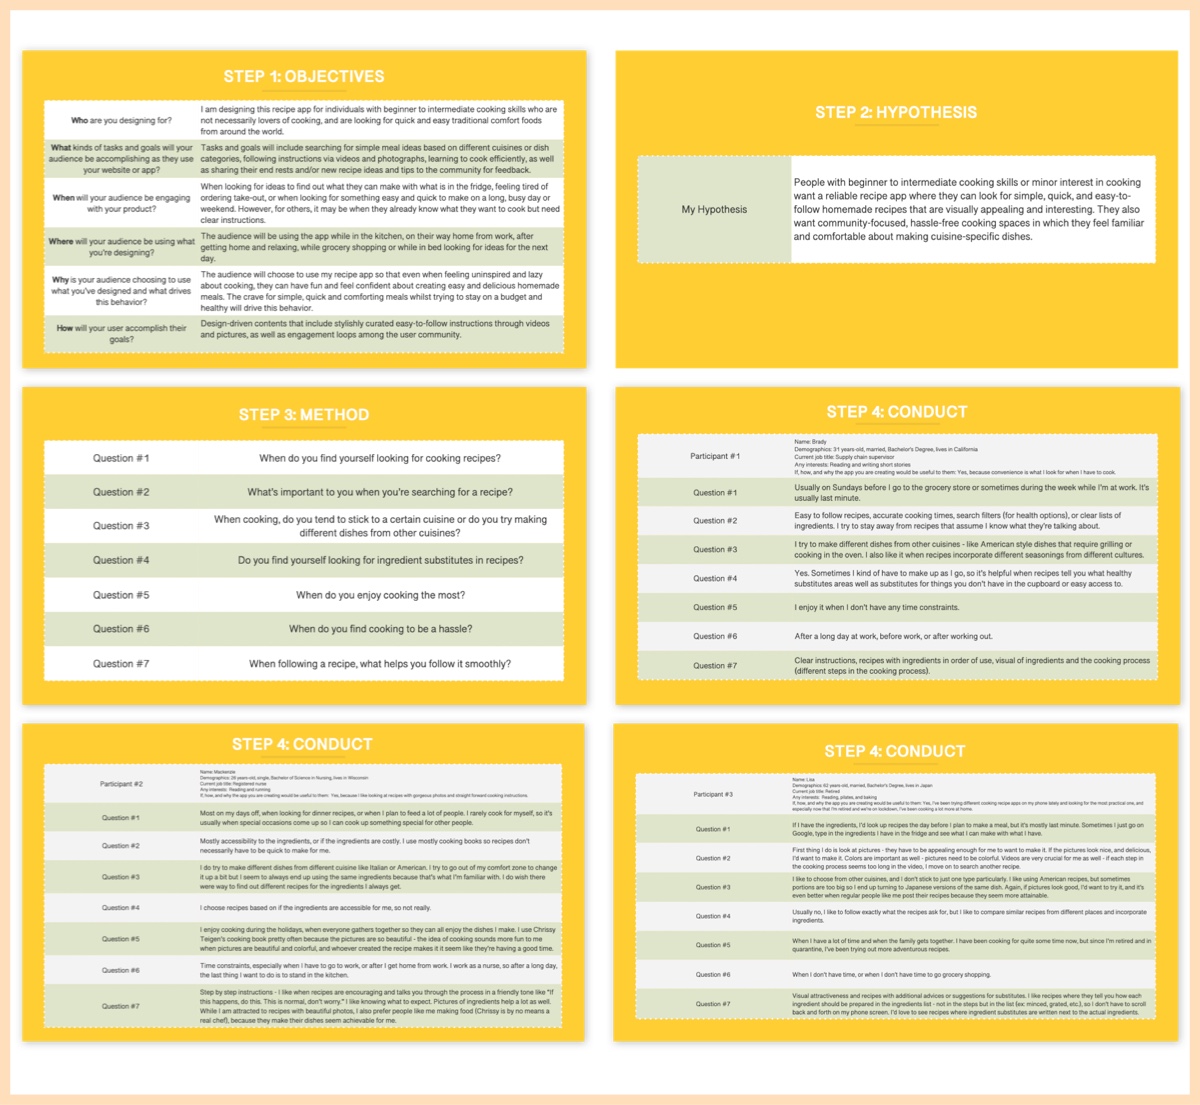 STEP 1: OBJECTIVES
Who are you designing for?
I am designing this recipe app for individuals with beginner to intermediate cooking skills who are
not necessarily lovers of cooking, and are looking for quick and easy traditional comfort foods
from around the world.
What kinds of tasks and goals will your
audience be accomplishing as they use
your website or app?
Tasks and goals will include searching for simple meal ideas based on different cuisines or dish
categories, following instructions via videos and photographs, learning to cook efficiently, as well
as sharing their end rests and/or new recipe ideas and tips to the community for feedback.
When will your audience be engaging
with your product?
When looking for ideas to find out what they can make with what is in the fridge, feeling tired of
ordering take-out, or when looking for something easy and quick to make on a long, busy day or
weekend. However, for others, it may be when they already know what they want to cook but need
clear instructions.
Where will your audience be using what
you're designing?
The audience will be using the app while in the kitchen, on their way home from work, after
getting home and relaxing, while grocery shopping or while in bed looking for ideas for the next
day.
Why is your audience choosing to use
what you've designed and what drives
this behavior?
The audience will choose to use my recipe app so that even when feeling uninspired and lazy
about cooking, they can have fun and feel confident about creating easy and delicious homemade
meals. The crave for simple, quick and comforting meals whilst trying to stay on a budget and
healthy will drive this behavior.
How will your user accomplish their
goals?
Design-driven contents that include stylishly curated easy-to-follow instructions through videos
and pictures, as well as engagement loops among the user community.
STEP 2: HYPOTHESIS
My Hypothesis
People with beginner to intermediate cooking skills or minor interest in cooking
want a reliable recipe app where they can look for simple, quick, and easy-to-
follow homemade recipes that are visually appealing and interesting. They also
want community-focused, hassle-free cooking spaces in which they feel familiar
and comfortable about making cuisine-specific dishes.
STEP 3: METHOD
Question #1
When do you find yourself looking for cooking recipes?
Question #2
What's important to you when you're searching for a recipe?
Question #3
When cooking, do you tend to stick to a certain cuisine or do you try making
different dishes from other cuisines?
Question #4
Do you find yourself looking for ingredient substitutes in recipes?
Question #5
When do you enjoy cooking the most?
Question #6
When do you find cooking to be a hassle?
Question #7
When following a recipe, what helps you follow it smoothly?
STEP 4: CONDUCT
Participant #1
Name: Brady
Demographics: 31 years-old, married, Bachelor's Degree, lives in California
Current job title: Supply chain supervisor
Any interests: Reading and writing short stories
If, how, and why the app you are creating would be useful to them: Yes, because convenience is what I look for when I have to cook.
Question #1
Usually on Sundays before I go to the grocery store or sometimes during the week while I'm at work. It's
usually last minute.
Question #2
Easy to follow recipes, accurate cooking times, search filters (for health options), or clear lists of
ingredients. I try to stay away from recipes that assume I know what they're talking about.
Question #3
I try to make different dishes from other cuisines - like American style dishes that require grilling or
cooking in the oven. I also like it when recipes incorporate different seasonings from different cultures.
Question #4
Yes. Sometimes I kind of have to make up as I go, so it's helpful when recipes tell you what healthy
substitutes areas well as substitutes for things you don't have in the cupboard or easy access to.
Question #5
I enjoy it when I don't have any time constraints.
Question #6
After a long day at work, before work, or after working out.
Question #7
Clear instructions, recipes with ingredients in order of use, visual of ingredients and the cooking process
(different steps in the cooking process).
STEP 4: CONDUCT
Participant #2
Name: Mackenzie
Demographics: 28 years-old, single, Bachelor of Science in Nursing, lives in Wisconsin
Current job title: Registered nurse
Any interests: Reading and running
If, how, and why the app you are creating would be useful to them: Yes, because I like looking at recipes with gorgeous photos and straight forward cooking instructions.
Question #1
Most on my days off, when looking for dinner recipes, or when I plan to feed a lot of people. I rarely cook for myself, so it's
usually when special occasions come up so I can cook up something special for other people.
Question #2
Mostly accessibility to the ingredients, or if the ingredients are costly. I use mostly cooking books so recipes don't
necessarily have to be quick to make for me.
Question #3
I do try to make different dishes from different cuisine like Italian or American. I try to go out of my comfort zone to change
it up a bit but I seem to always end up using the same ingredients because that's what I'm familiar with. I do wish
there were way to find out different recipes for the ingredients I always get.
Question #4
I choose recipes based on if the ingredients are accessible for me, so not really.
Question #5
I enjoy cooking during the holidays, when everyone gathers together so they can all enjoy the dishes I make. I use Chrissy
Teigen's cooking book pretty often because the pictures are so beautiful - the idea of cooking sounds more fun to me
when pictures are beautiful and colorful, and whoever created the recipe makes it seem like they're having a good time.
Question #6
Time constraints, especially when I have to go to work, or after I get home from work. I work as a nurse, so after a long day,
the last thing I want to do is to stand in the kitchen.
Question #7
Step by step instructions - I like when recipes are encouraging and talks you through the process in a friendly tone like "If
this happens, do this. This is normal, don't worry." I like knowing what to expect. Pictures of ingredients help a lot as well.
While I am attracted to recipes with beautiful photos, I also prefer people like me making food (Chrissy is by no means a
real chef), because they make their dishes seem achievable for me.
STEP 4: CONDUCT
Participant #3
Name: Lisa
Demographics: 62 years-old, married, Bachelor's Degree, lives in Japan
Current job title: Retired
Any interests: Reading, pilates, and baking
If, how, and why the app you are creating would be useful to them: Yes, I've been trying different cooking recipe apps on my phone lately and looking for the most practical one, and
especially now that I'm retired and we're on lockdown, I've been cooking a lot more at home.
Question #1
If I have the ingredients, I'd look up recipes the day before I plan to make a meal, but it's mostly last minute. Sometimes I just go on
Google, type in the ingredients I have in the fridge and see what I can make with what I have.
Question #2
First thing I do is look at pictures - they have to be appealing enough for me to want to make it. If the pictures look nice, and delicious,
I'd want to make it. Colors are important as well - pictures need to be colorful. Videos are very crucial for me as well - if each step in
the cooking process seems too long in the video, I move on to search another recipe.
Question #3
I like to choose from other cuisines, and I don't stick to just one type particularly. I like using American recipes, but sometimes
portions are too big so I end up turning to Japanese versions of the same dish. Again, if pictures look good, I'd want to try it, and it's
even better when regular people like me post their recipes because they seem more attainable.
Question #4
Usually no, I like to follow exactly what the recipes ask for, but I like to compare similar recipes from different places and incorporate
ingredients.
Question #5
When I have a lot of time and when the family gets together. I have been cooking for quite some time now, but since I'm retired and in
quarantine, I've been trying out more adventurous recipes.
Question #6
When I don't have time, or when I don't have time to go grocery shopping.
Question #7
Visual attractiveness and recipes with additional advices or suggestions for substitutes. I like recipes where they tell you how each
ingredient should be prepared in the ingredients list - not in the steps but in the list (ex: minced, grated, etc.), so I don't have to scroll
back and forth on my phone screen. I'd love to see recipes where ingredient substitutes are written next to the actual ingredients.